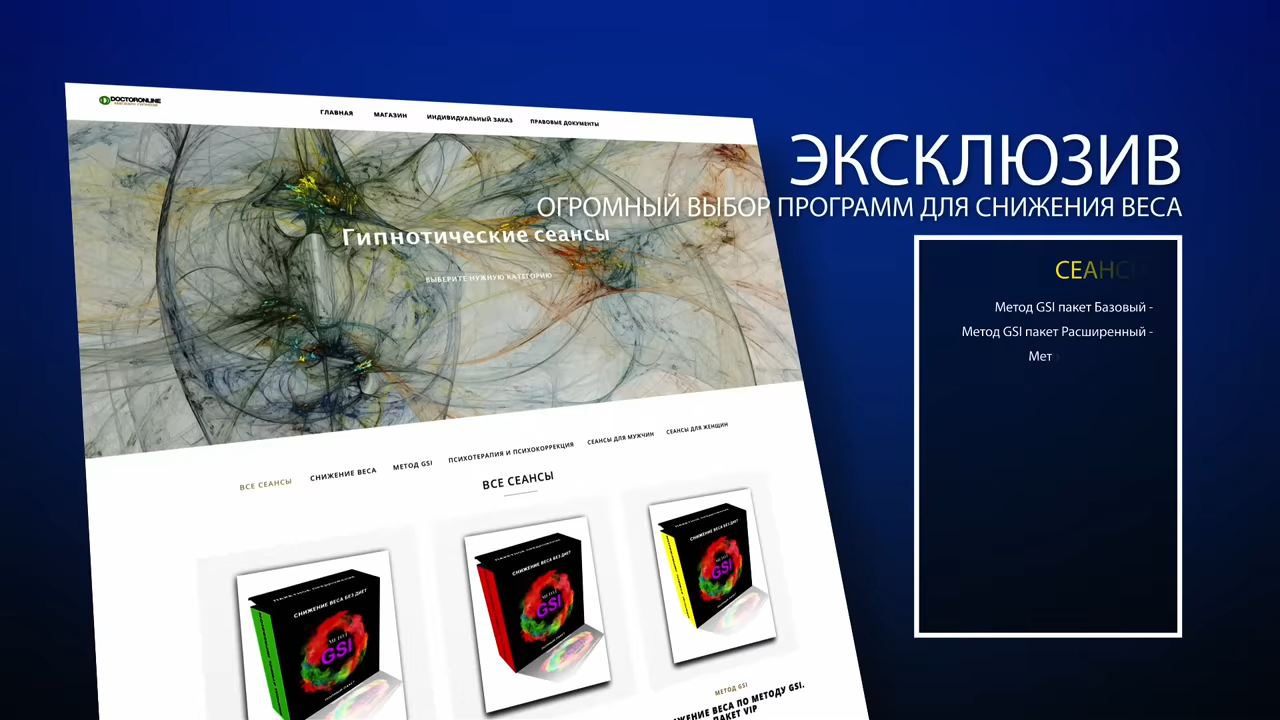 DOCTORONLINE
ГЛАВНАЯ
МАГАЗИН
ИНДИВИДУАЛЬНЫЙ ЗАКАЗ
ПРАВОВЫЕ ДОКУМЕНТЫ
ЭКСКЛЮЗИВ
ОГРОМНЫЙ ВЫБОР ПРОГРАММ ДЛЯ СНИЖЕНИЯ ВЕСА
Гипнотические сеансы
ВЫБЕРИТЕ НУЖНУЮ КАТЕГОРИЮ
СЕАНС
Метод GSI пакет Базовый -
Метод GSI пакет Расширенный -
Мет
ВСЕ СЕАНСЫ
СНИЖЕНИЕ ВЕСА
МЕТОД GSI
ПСИХОТЕРАПИЯ И ПСИХОКОРРЕКЦИЯ
СЕАНСЫ ДЛЯ МУЖЧИН
СЕАНСЫ ДЛЯ ЖЕНЩИН
ВСЕ СЕАНСЫ
СНИЖЕНИЕ ВЕСА БЕЗ ДИЕТ
МЕТОД
GSI
СНИЖЕНИЕ ВЕСА БЕЗ ДИЕТ
МЕТОД
GSI
СНИЖЕНИЕ ВЕСА БЕЗ ДИЕТ
МЕТОД
GSI
МЕТОД GSI
ЖЕНИЕ ВЕСА ПО МЕТОДУ GSI.
ПАКЕТ VIP